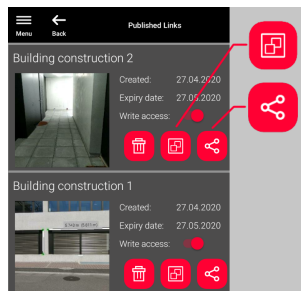 Menu
Back
Published Links
Building construction 2
Created: 27.04.2020
Expiry date: 27.05.2020
Write access:
Building construction 1
Created: 27.04.2020
Expiry date: 27.05.2020
Write access: